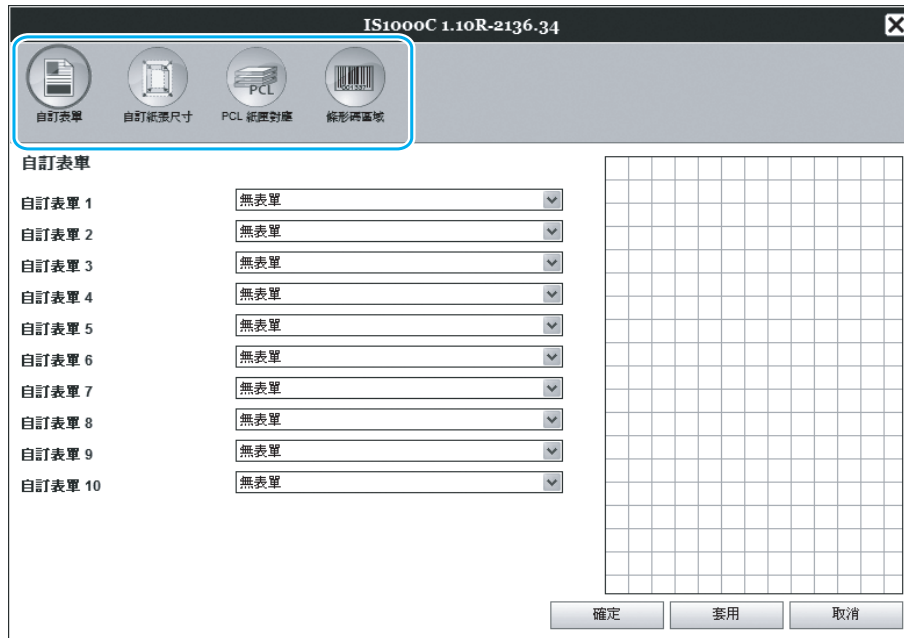 IS1000C 1.10R-2136.34
自訂表單
自訂紙張尺寸
PCL
PCL 紙匣對應
條形碼區域
自訂表單
自訂表單 1 無表單
自訂表單 2 無表單
自訂表單 3 無表單
自訂表單 4 無表單
自訂表單 5 無表單
自訂表單 6 無表單
自訂表單 7 無表單
自訂表單 8 無表單
自訂表單 9 無表單
自訂表單 10 無表單
確定 套用 取消